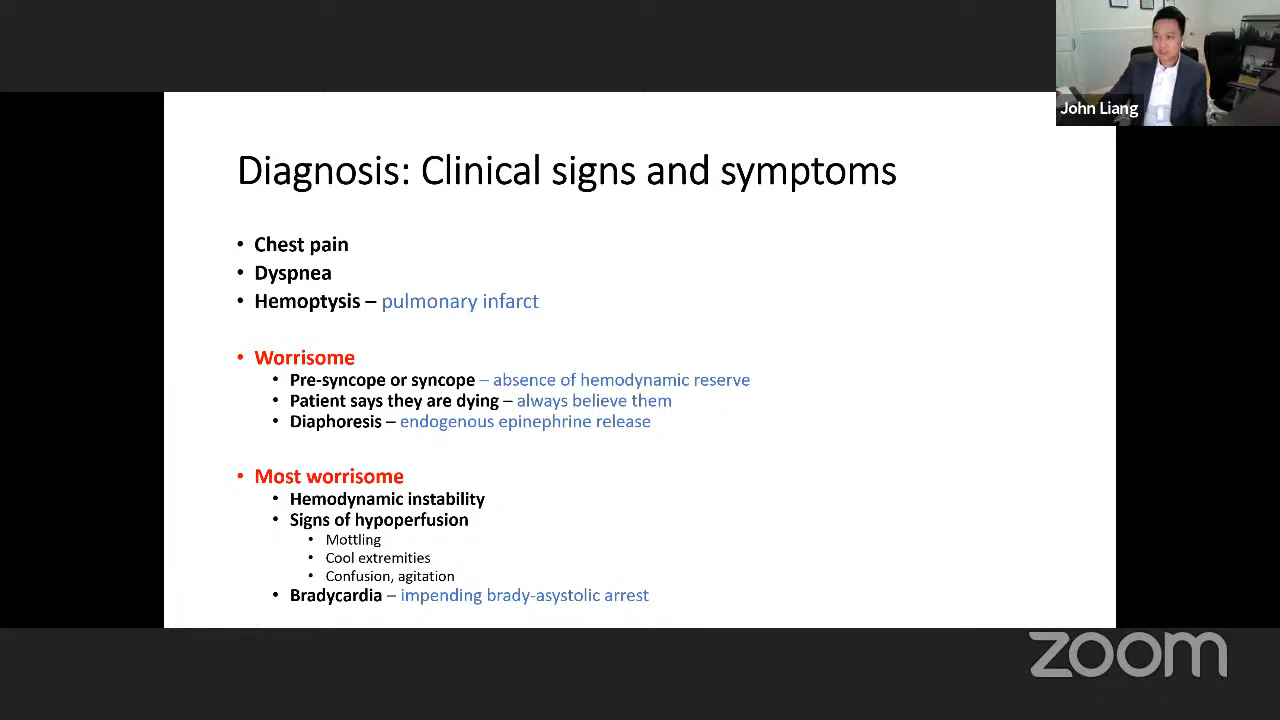 John Liang
Diagnosis: Clinical signs and symptoms
• Chest pain
• Dyspnea
• Hemoptysis – pulmonary infarct
• Worrisome
• Pre-syncope or syncope – absence of hemodynamic reserve
• Patient says they are dying – always believe them
• Diaphoresis – endogenous epinephrine release
• Most worrisome
• Hemodynamic instability
• Signs of hypoperfusion
• Mottling
• Cool extremities
• Confusion, agitation
• Bradycardia – impending brady-asystolic arrest
zoom